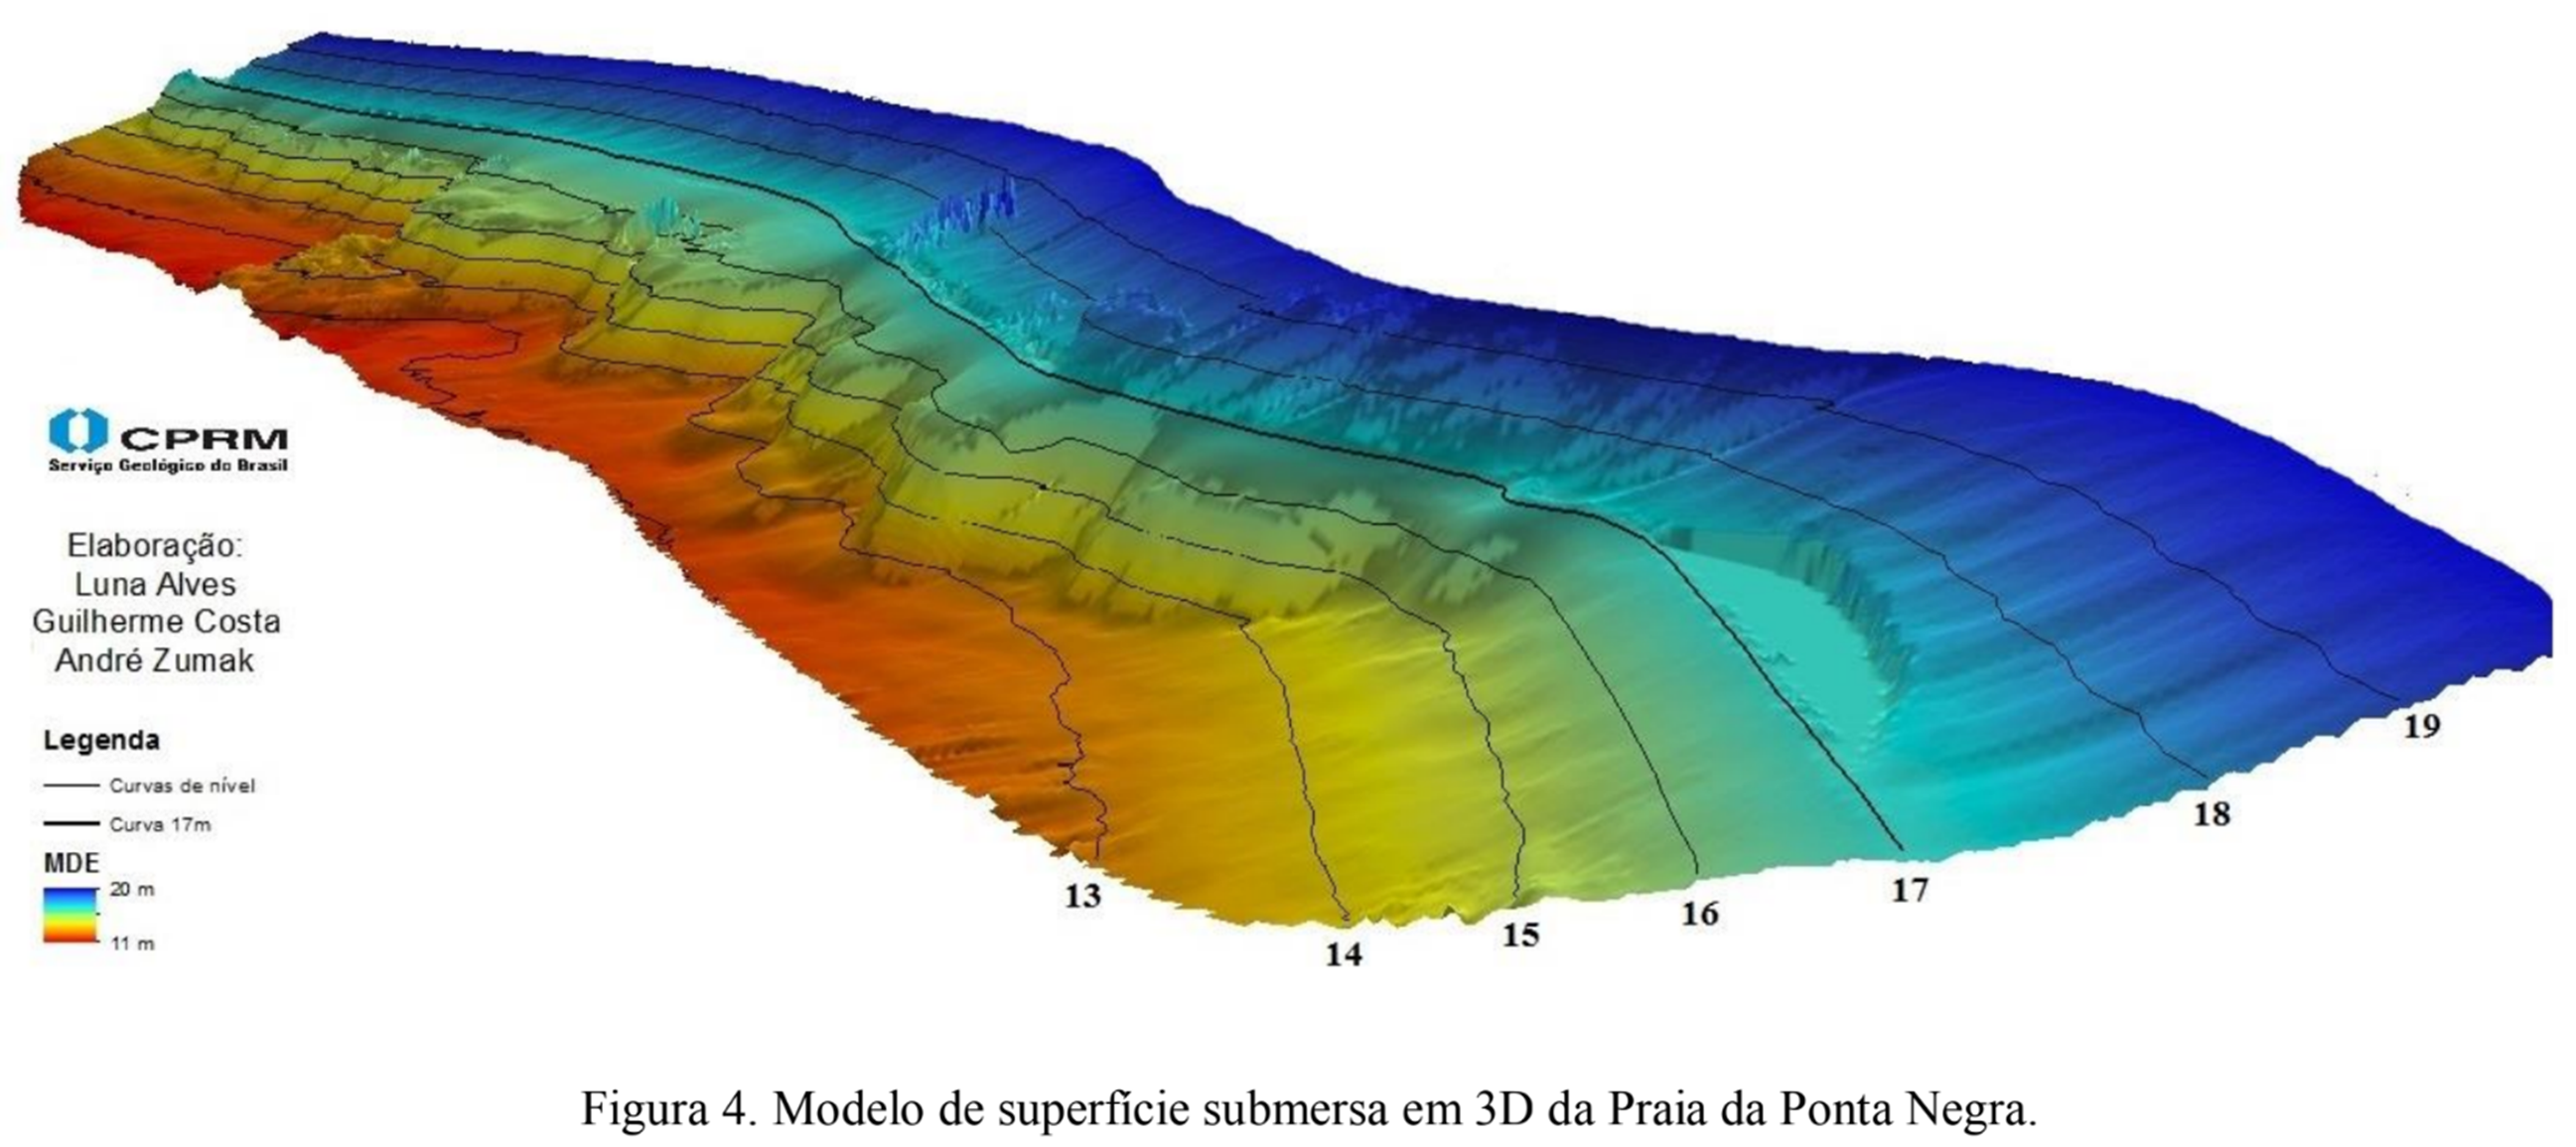 CPRM
Serviço Geológico do Brasil
Elaboração:
Luna Alves
Guilherme Costa
André Zumak
Legenda
Curvas de nível
Curva 17m
MDE
20 m
11 m
13
14
15
16
17
18
19
Figura 4. Modelo de superfície submersa em 3D da Praia da Ponta Negra.